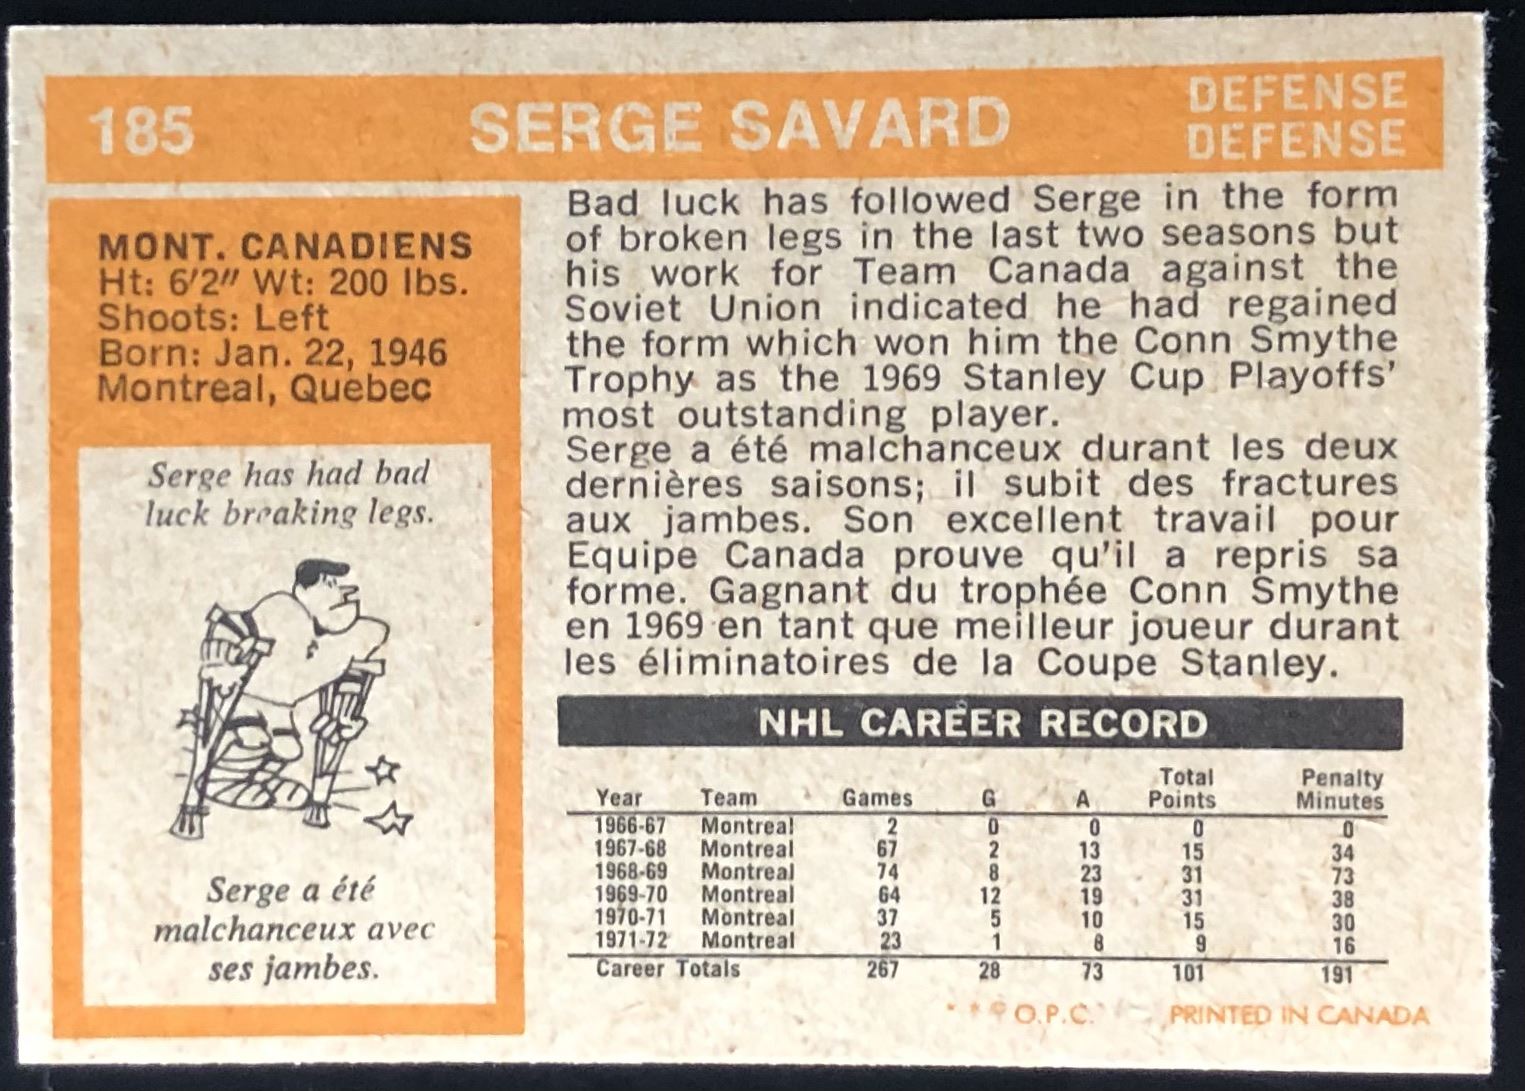 185 SERGE SAVARD DEFENSE
DEFENSE
MONT. CANADIENS
Ht: 6'2" Wt: 200 lbs.
Shoots: Left
Born: Jan. 22, 1946
Montreal, Quebec
Serge has had bad
luck breaking legs.
Serge a été
malchanceux avec
ses jambes.
Bad luck has followed Serge in the form
of broken legs in the last two seasons but
his work for Team Canada against the
Soviet Union indicated he had regained
the form which won him the Conn Smythe
Trophy as the 1969 Stanley Cup Playoffs'
most outstanding player.
Serge a été malchanceux durant les deux
dernières saisons; il subit des fractures
aux jambes. Son excellent travail pour
Equipe Canada prouve qu'il a repris sa
forme. Gagnant du trophée Conn Smythe
en 1969 en tant que meilleur joueur durant
les éliminatoires de la Coupe Stanley.
NHL CAREER RECORD
Year Team Games G A Total Points Penalty Minutes
1966-67 Montreal 2 0 0 0 0
1967-68 Montreal 67 2 13 15 34
1968-69 Montreal 74 8 23 31 73
1969-70 Montreal 64 12 19 31 38
1970-71 Montreal 37 5 10 15 30
1971-72 Montreal 23 1 8 9 16
Career Totals 267 28 73 101 191
O.P.C. PRINTED IN CANADA